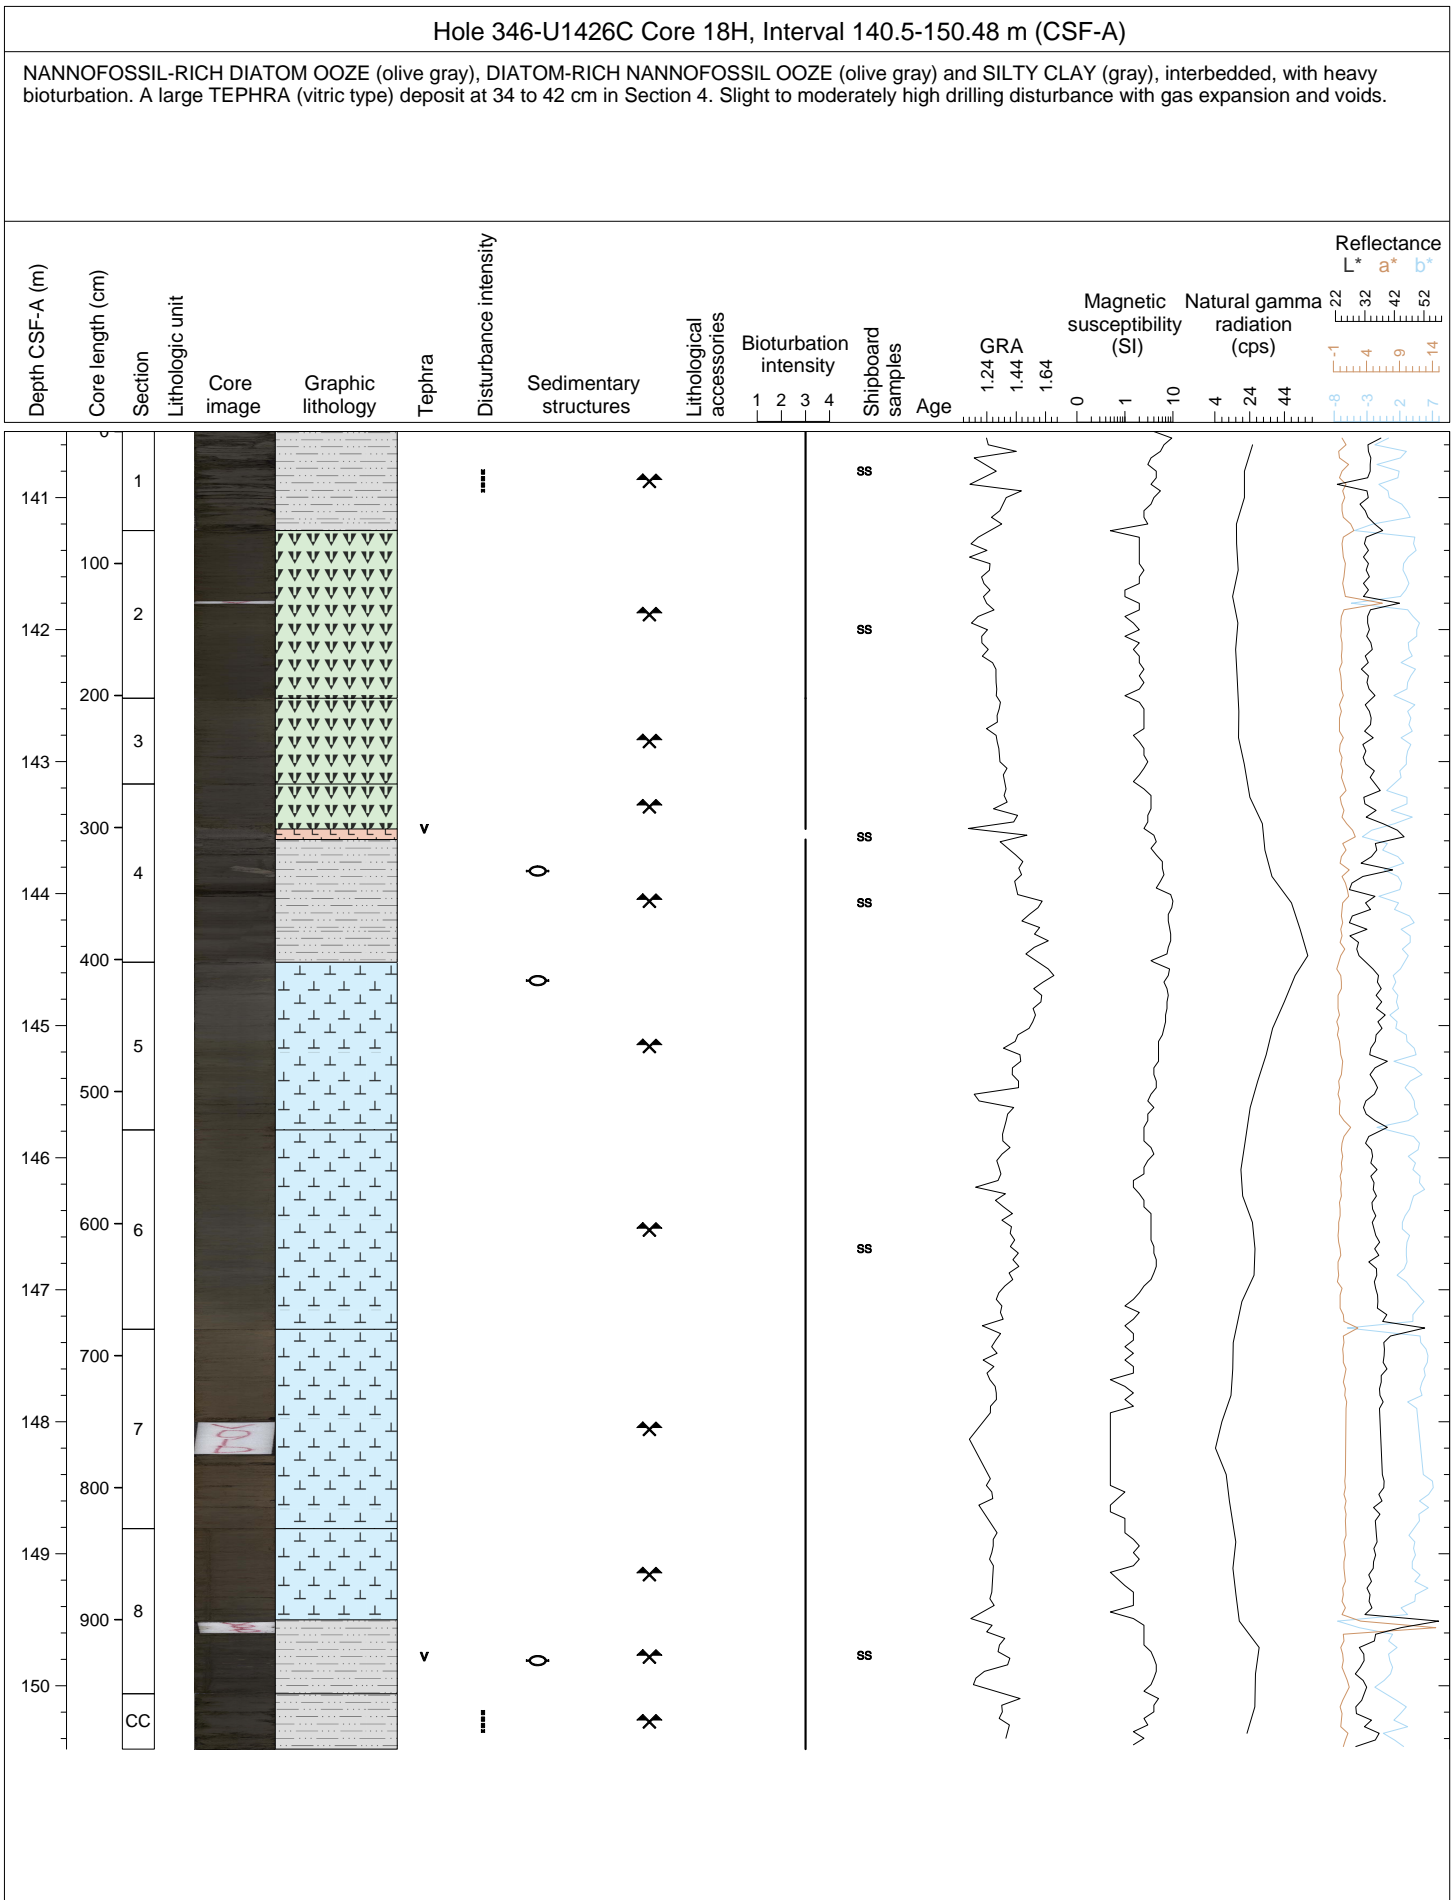 Hole 346-U1426C Core 18H, Interval 140.5-150.48 m (CSF-A)
NANNOFOSSIL-RICH DIATOM OOZE (olive gray), DIATOM-RICH NANNOFOSSIL OOZE (olive gray) and SILTY CLAY (gray), interbedded, with heavy
bioturbation. A large TEPHRA (vitric type) deposit at 34 to 42 cm in Section 4. Slight to moderately high drilling disturbance with gas expansion and voids.
Depth CSF-A (m)
Core length (cm)
Section
Lithologic unit
Core
image
Graphic
lithology
Tephra
Disturbance intensity
Sedimentary
structures
Lithological
accessories
Bioturbation
intensity
1 2 3 4
Shipboard
samples
Age
GRA
1.24 1.44 1.64
Magnetic
susceptibility
(SI)
0 1 10
Natural gamma
radiation
(cps)
4 24 44
Reflectance
L* a* b*
22 32 42 52
-1 4 9 14
-8 -3 2 7
0
1
ss
141
100
2
142
ss
200
3
143
300
v
ss
4
144
ss
400
145
5
500
146
600
6
ss
147
700
148
7
800
149
900
8
v
ss
150
CC